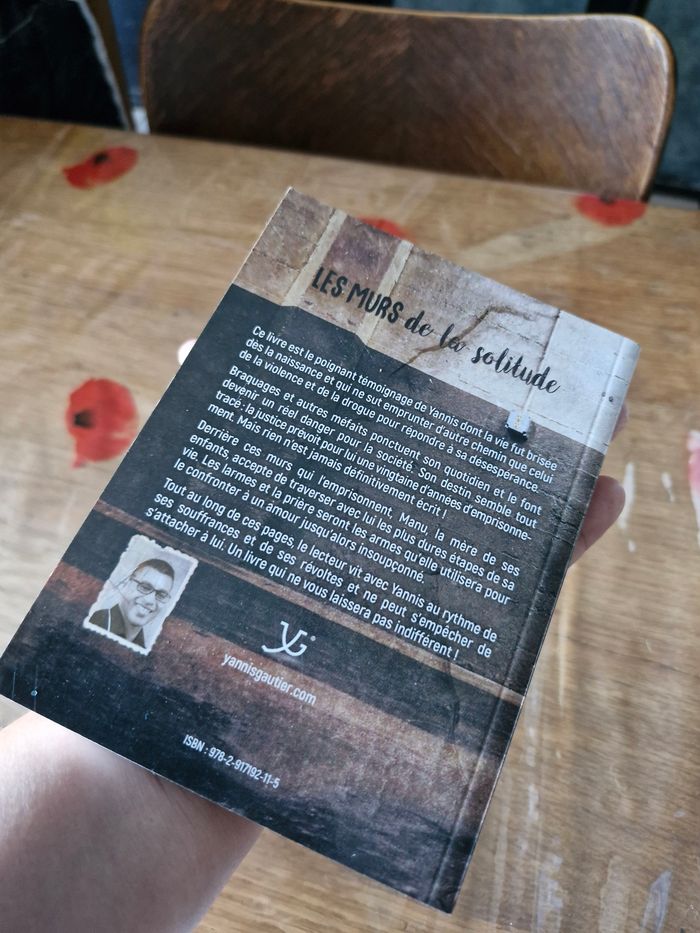 LES MURS de la solitude
Ce livre est le poignant témoignage de Yannis dont la vie fut brisée
dès la naissance et qui ne sut emprunter d'autre chemin que celui
de la violence et de la drogue pour répondre à sa désespérance.
Braquages et autres méfaits ponctuent son quotidien et le font
devenir un réel danger pour la société. Son destin semble tout
tracé : la justice prévoit pour lui une vingtaine d'années d'emprisonne-
ment. Mais rien n'est jamais définitivement écrit !
Derrière ces murs qui l'emprisonnent, Manu, la mère de ses
enfants accepte de traverser avec lui les plus dures étapes de sa
vie. Les larmes et la prière seront les armes qu'elle utilisera pour
le confronter à un amour jusqu'alors insoupçonné.
Tout au long de ces pages, le lecteur vit avec Yannis au rythme de
ses souffrances et de ses révoltes et ne peut s'empêcher de
s'attacher à lui. Un livre qui ne vous laissera pas indifférent !
YG®
yannisgautier.com
ISBN : 978-2-917192-11-5